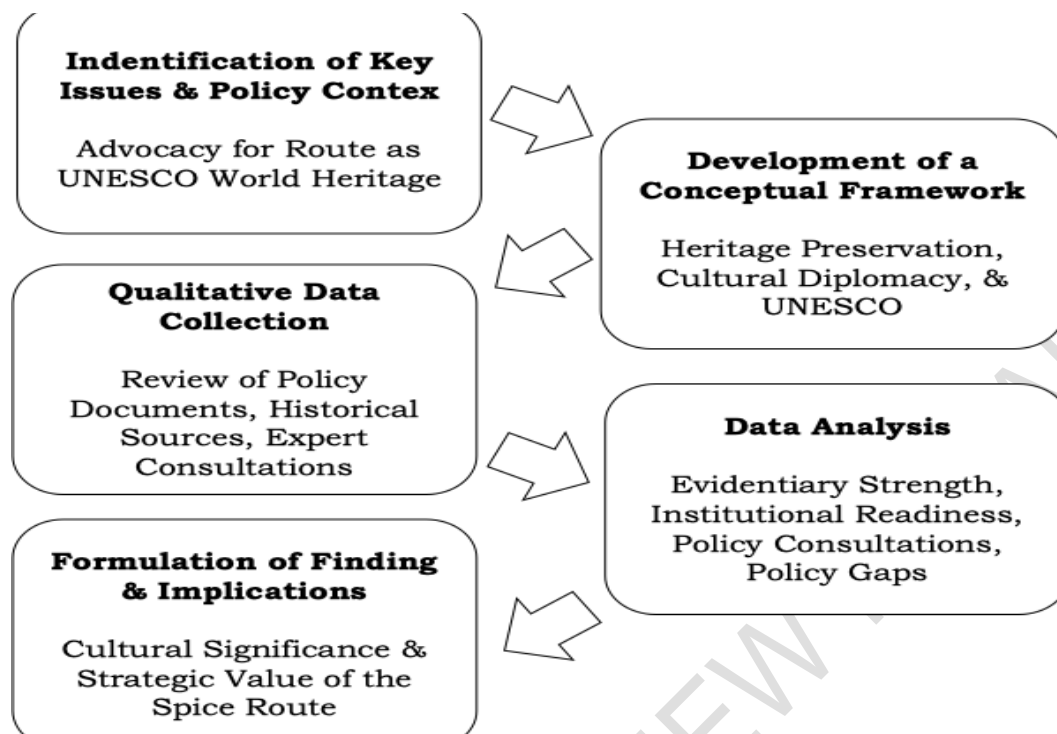 Indentification of Key
Issues & Policy Contex
Advocacy for Route as
UNESCO World Heritage
Development of a
Conceptual Framework
Heritage Preservation,
Cultural Diplomacy, &
UNESCO
Qualitative Data
Collection
Review of Policy
Documents, Historical
Sources, Expert
Consultations
Data Analysis
Evidentiary Strength,
Institutional Readiness,
Policy Consultations,
Policy Gaps
Formulation of Finding
& Implications
Cultural Significance &
Strategic Value of the
Spice Route